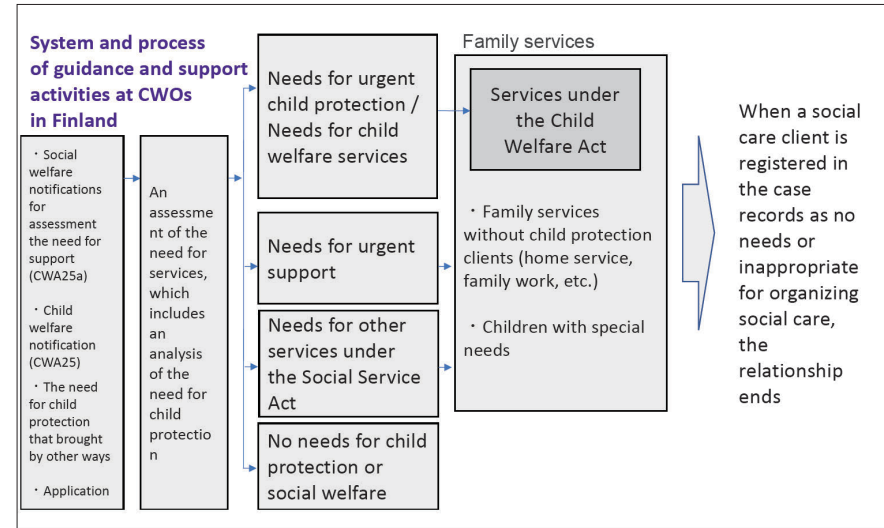 System and process
of guidance and support
activities at CWOs
in Finland
・Social
welfare
notifications
for
assessment
the need for
support
(CWA25a)
・Child
welfare
notification
(CWA25)
・The need
for child
protection
that brought
by other ways
・Application
An
assessme
nt of the
need for
services,
which
includes
an
analysis
of the
need for
child
protectio
n
Needs for urgent
child protection /
Needs for child
welfare services
Needs for urgent
support
Needs for other
services under
the Social Service
Act
No needs for child
protection or
social welfare
Family services
Services under
the Child
Welfare Act
・Family services
without child protection
clients (home service,
family work, etc.)
・Children with special
needs
When a social
care client is
registered in
the case
records as no
needs or
inappropriate
for organizing
social care,
the
relationship
ends